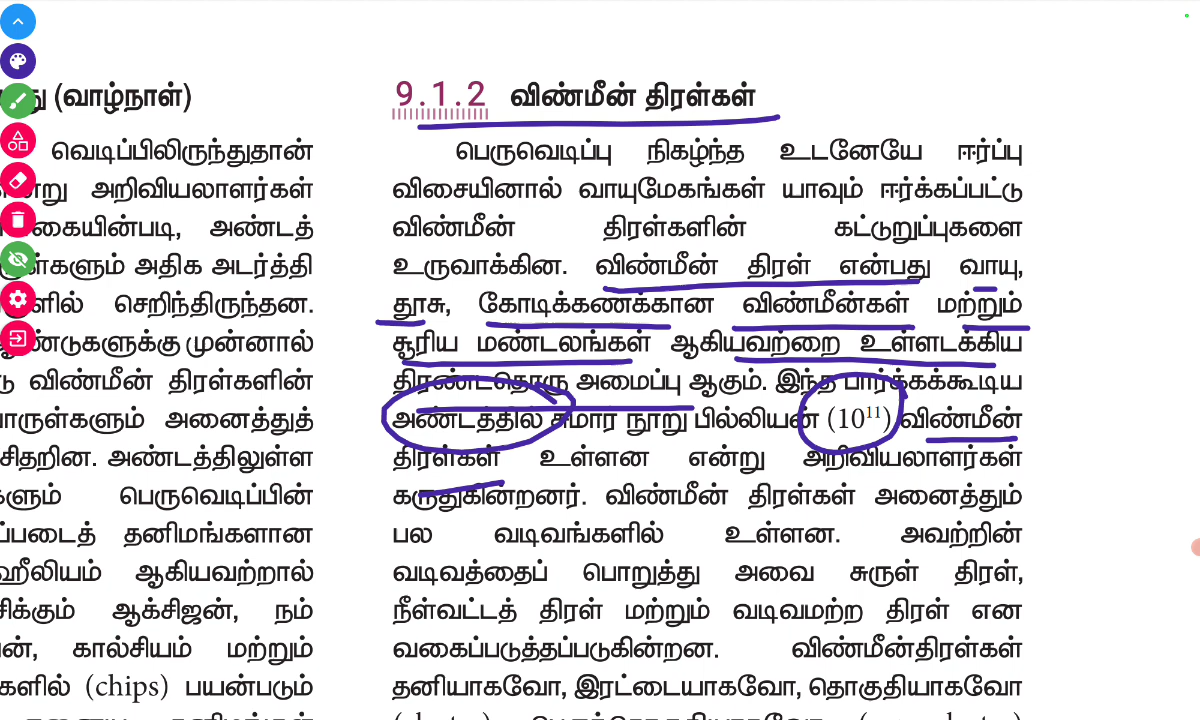 து (வாழ்நாள்)
வெடிப்பிலிருந்துதான்
ன்று அறிவியலாளர்கள்
கையின்படி, அண்டத்
ள்களும் அதிக அடர்த்தி
ளில் செறிந்திருந்தன.
ஆண்டுகளுக்கு முன்னால்
டு விண்மீன் திரள்களின்
பாருள்களும் அனைத்துத்
சிதறின. அண்டத்திலுள்ள
களும் பெருவெடிப்பின்
ப்படைத் தனிமங்களான
ஹீலியம் ஆகியவற்றால்
சிக்கும் ஆக்சிஜன், நம்
பன், கால்சியம் மற்றும்
களில் (chips) பயன்படும்
9.1.2 விண்மீன் திரள்கள்
பெருவெடிப்பு நிகழ்ந்த உடனேயே ஈர்ப்பு
விசையினால் வாயுமேகங்கள் யாவும் ஈர்க்கப்பட்டு
விண்மீன் திரள்களின் கட்டுறுப்புகளை
உருவாக்கின. விண்மீன் திரள் என்பது வாயு,
தூசு, கோடிக்கணக்கான விண்மீன்கள் மற்றும்
சூரிய மண்டலங்கள் ஆகியவற்றை உள்ளடக்கிய
திரண்டதொரு அமைப்பு ஆகும். இந்த பார்க்கக்கூடிய
அண்டத்தில் சுமார் நூறு பில்லியன் (10¹¹) விண்மீன்
திரள்கள் உள்ளன என்று அறிவியலாளர்கள்
கருதுகின்றனர். விண்மீன் திரள்கள் அனைத்தும்
பல வடிவங்களில் உள்ளன. அவற்றின்
வடிவத்தைப் பொறுத்து அவை சுருள் திரள்,
நீள்வட்டத் திரள் மற்றும் வடிவமற்ற திரள் என
வகைப்படுத்தப்படுகின்றன. விண்மீன்திரள்கள்
தனியாகவோ, இரட்டையாகவோ, தொகுதியாகவோ